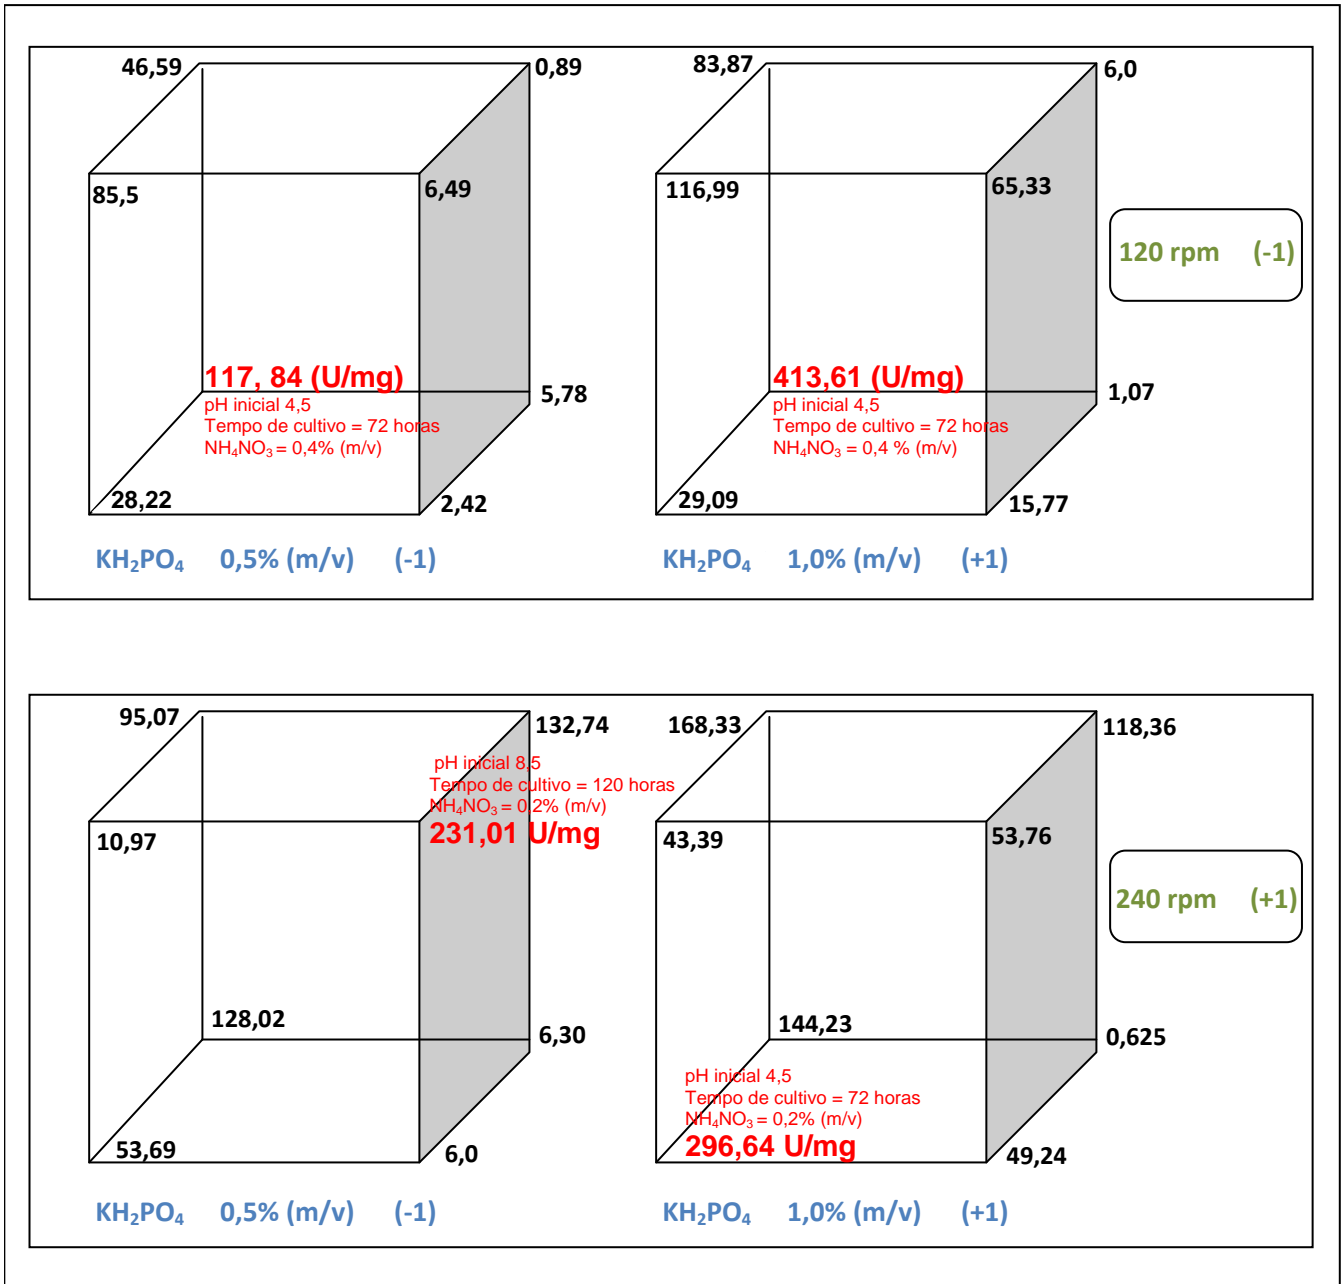 46,59 0,89 83,87 6,0
85,5 6,49 116,99 65,33
120 rpm (-1)
117, 84 (U/mg) 413,61 (U/mg)
5,78 1,07
pH inicial 4,5 pH inicial 4,5
Tempo de cultivo = 72 horas Tempo de cultivo = 72 horas
NH₄NO₃ = 0,4% (m/v) NH₄NO₃ = 0,4 % (m/v)
28,22 2,42 29,09 15,77
KH₂PO₄ 0,5% (m/v) (-1) KH₂PO₄ 1,0% (m/v) (+1)
95,07 132,74 168,33 118,36
pH inicial 8,5
Tempo de cultivo = 120 horas
NH₄NO₃ = 0,2% (m/v)
231,01 U/mg
10,97 43,39 53,76
240 rpm (+1)
128,02 6,30 144,23 0,625
pH inicial 4,5
Tempo de cultivo = 72 horas
NH₄NO₃ = 0,2% (m/v)
296,64 U/mg
53,69 6,0 49,24
KH₂PO₄ 0,5% (m/v) (-1) KH₂PO₄ 1,0% (m/v) (+1)